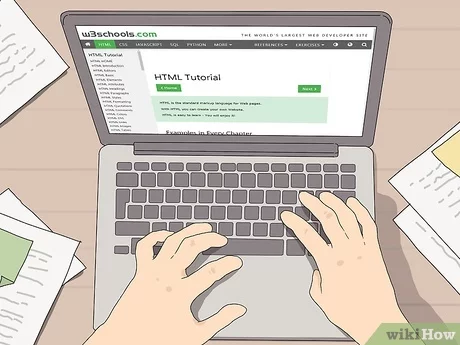 w3schools.com
THE WORLD'S LARGEST WEB DEVELOPER SITE
HTML CSS JAVASCRIPT SQL PYTHON MORE REFERENCES EXERCISES
HTML Tutorial
HTML HOME
HTML Introduction
HTML Editors
HTML Basic
HTML Elements
HTML Attributes
HTML Headings
HTML Paragraphs
HTML Styles
HTML Formatting
HTML Quotations
HTML Comments
HTML Colors
HTML CSS
HTML Links
HTML Images
HTML Tables
HTML Tutorial
Home
Next
HTML is the standard markup language for Web pages.
With HTML you can create your own Website.
HTML is easy to learn - You will enjoy it!
Examples in Every Chapter
wikiHow